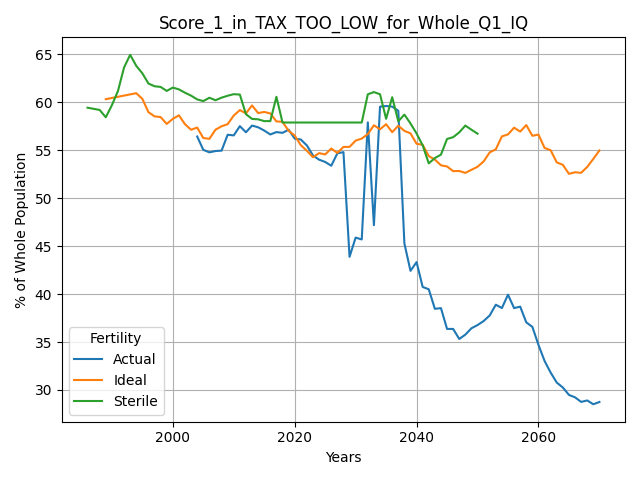 Score_1_in_TAX_TOO_LOW_for_Whole_Q1_IQ
% of Whole Population
65
60
55
50
45
40
35
30
Fertility
Actual
Ideal
Sterile
2000
2020
2040
2060
Years